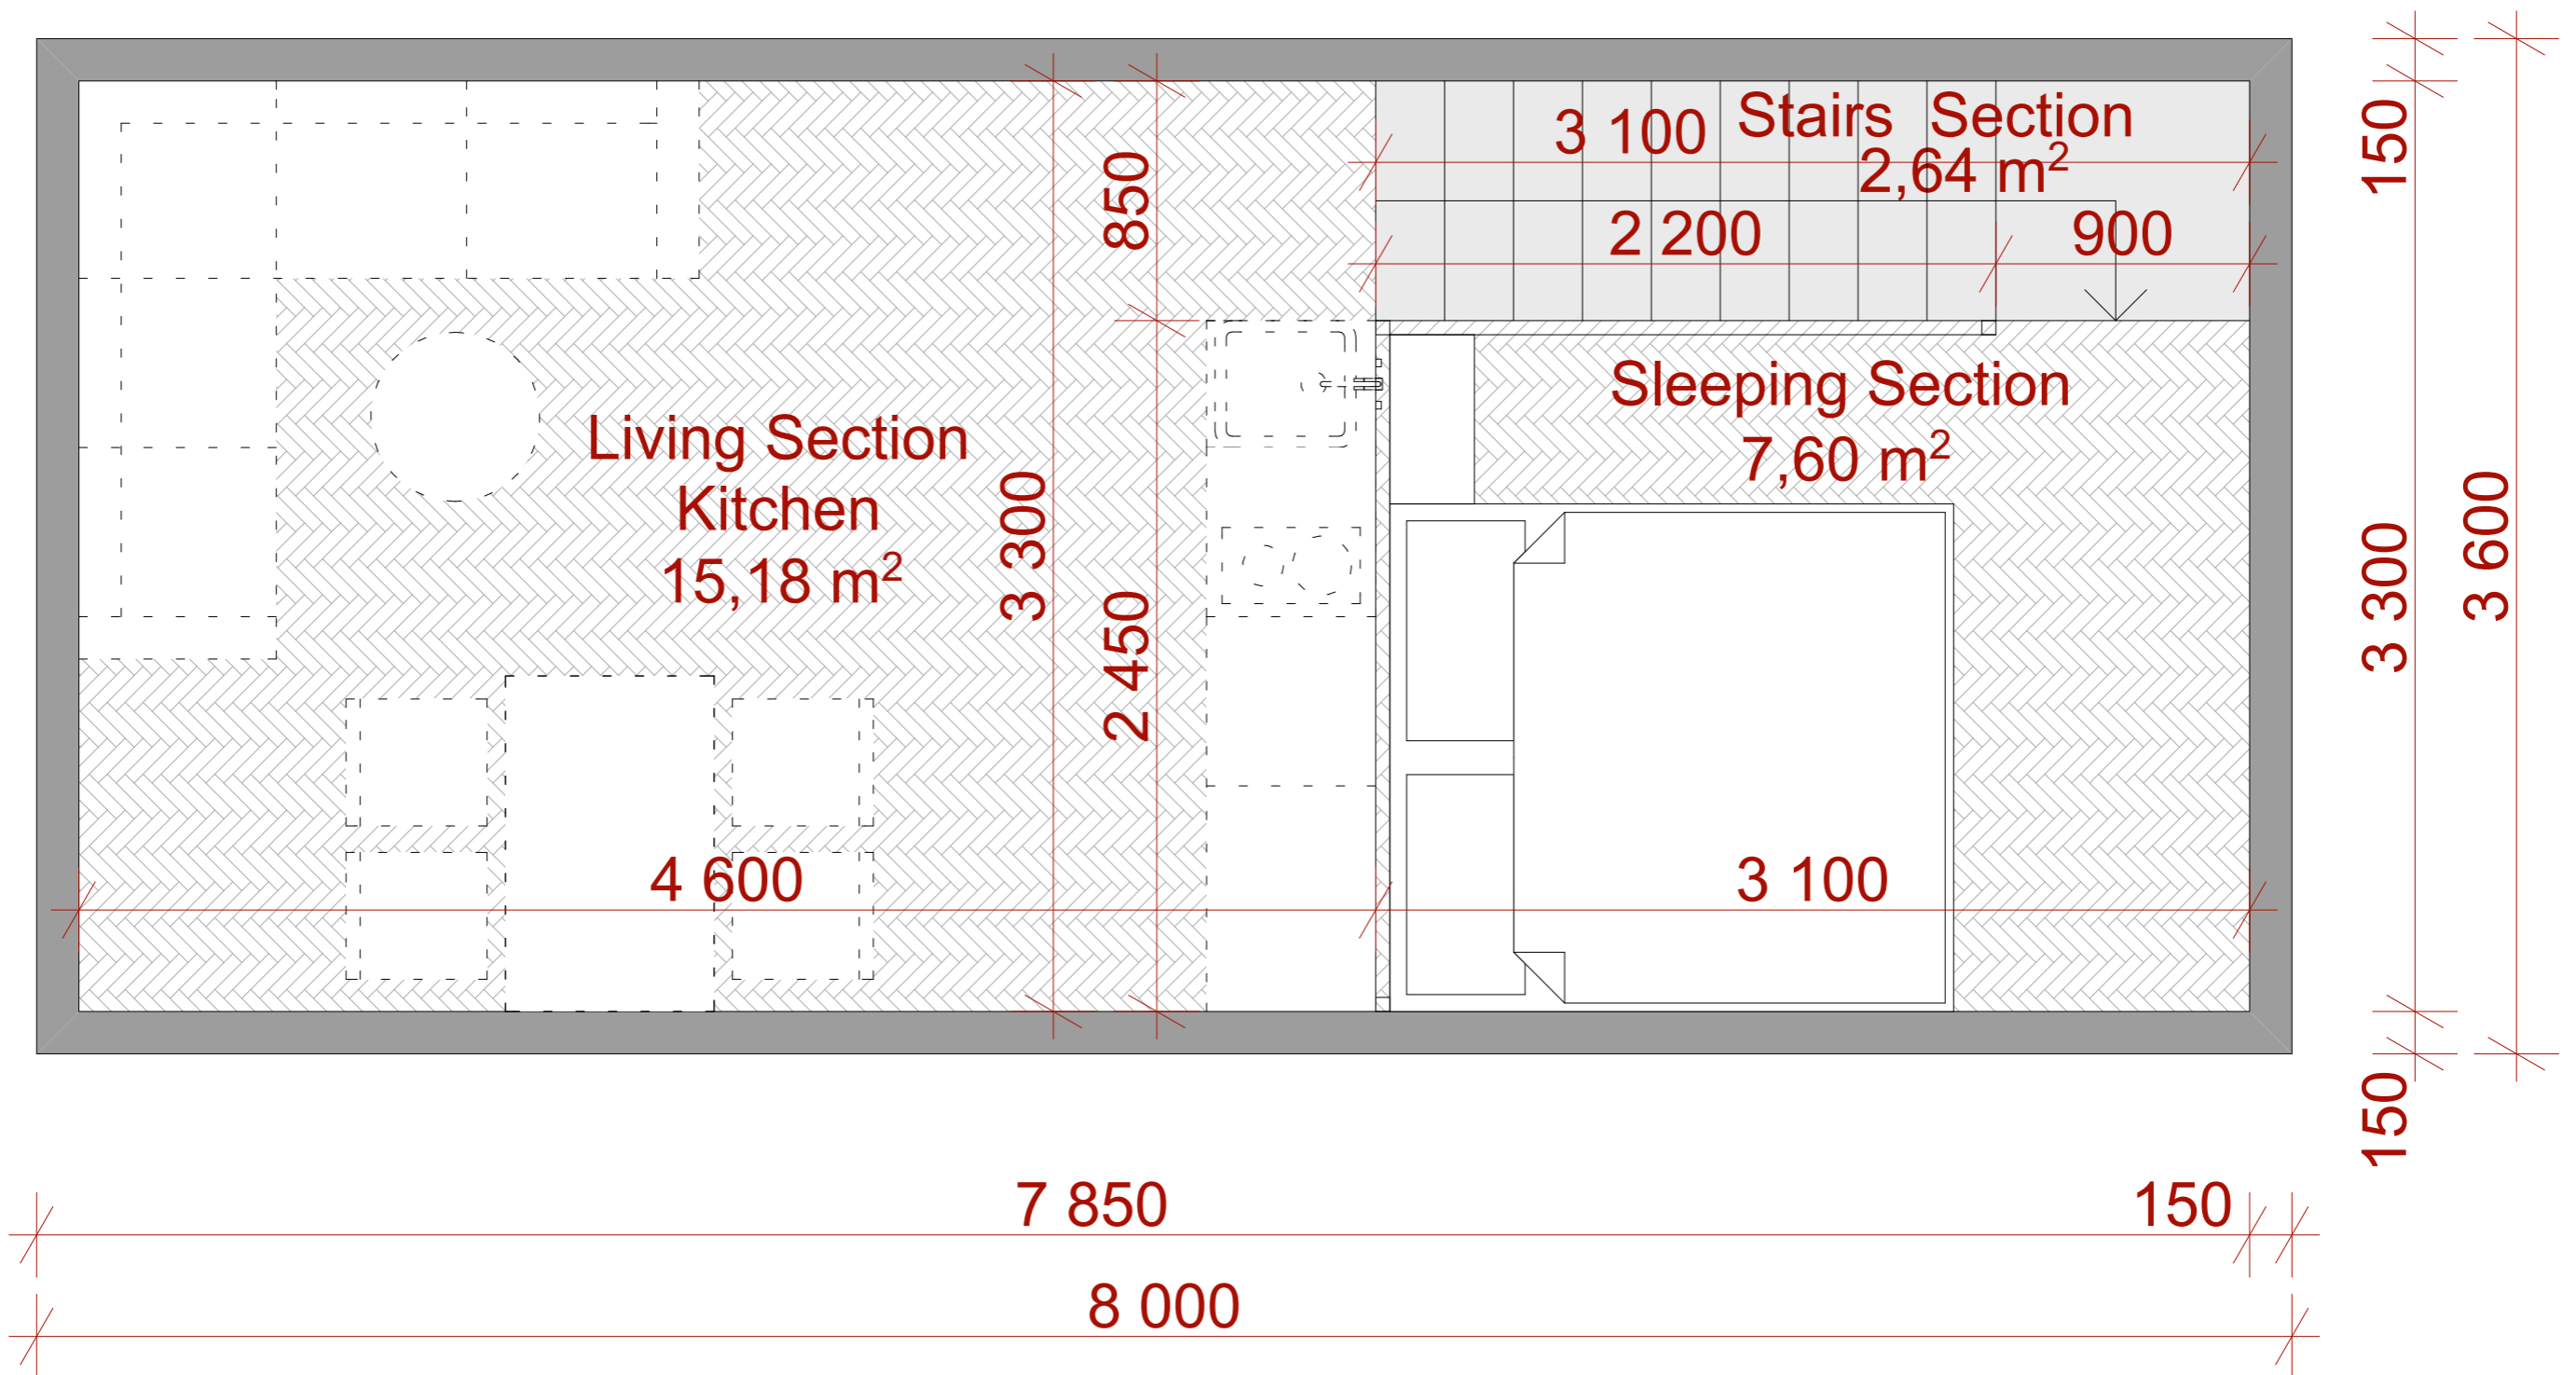 3 100
Stairs Section
2,64 m²
2 200
900
850
150
Sleeping Section
7,60 m²
Living Section
Kitchen
15,18 m²
3 300
2 450
3 300
3 600
4 600
3 100
150
7 850
150
8 000